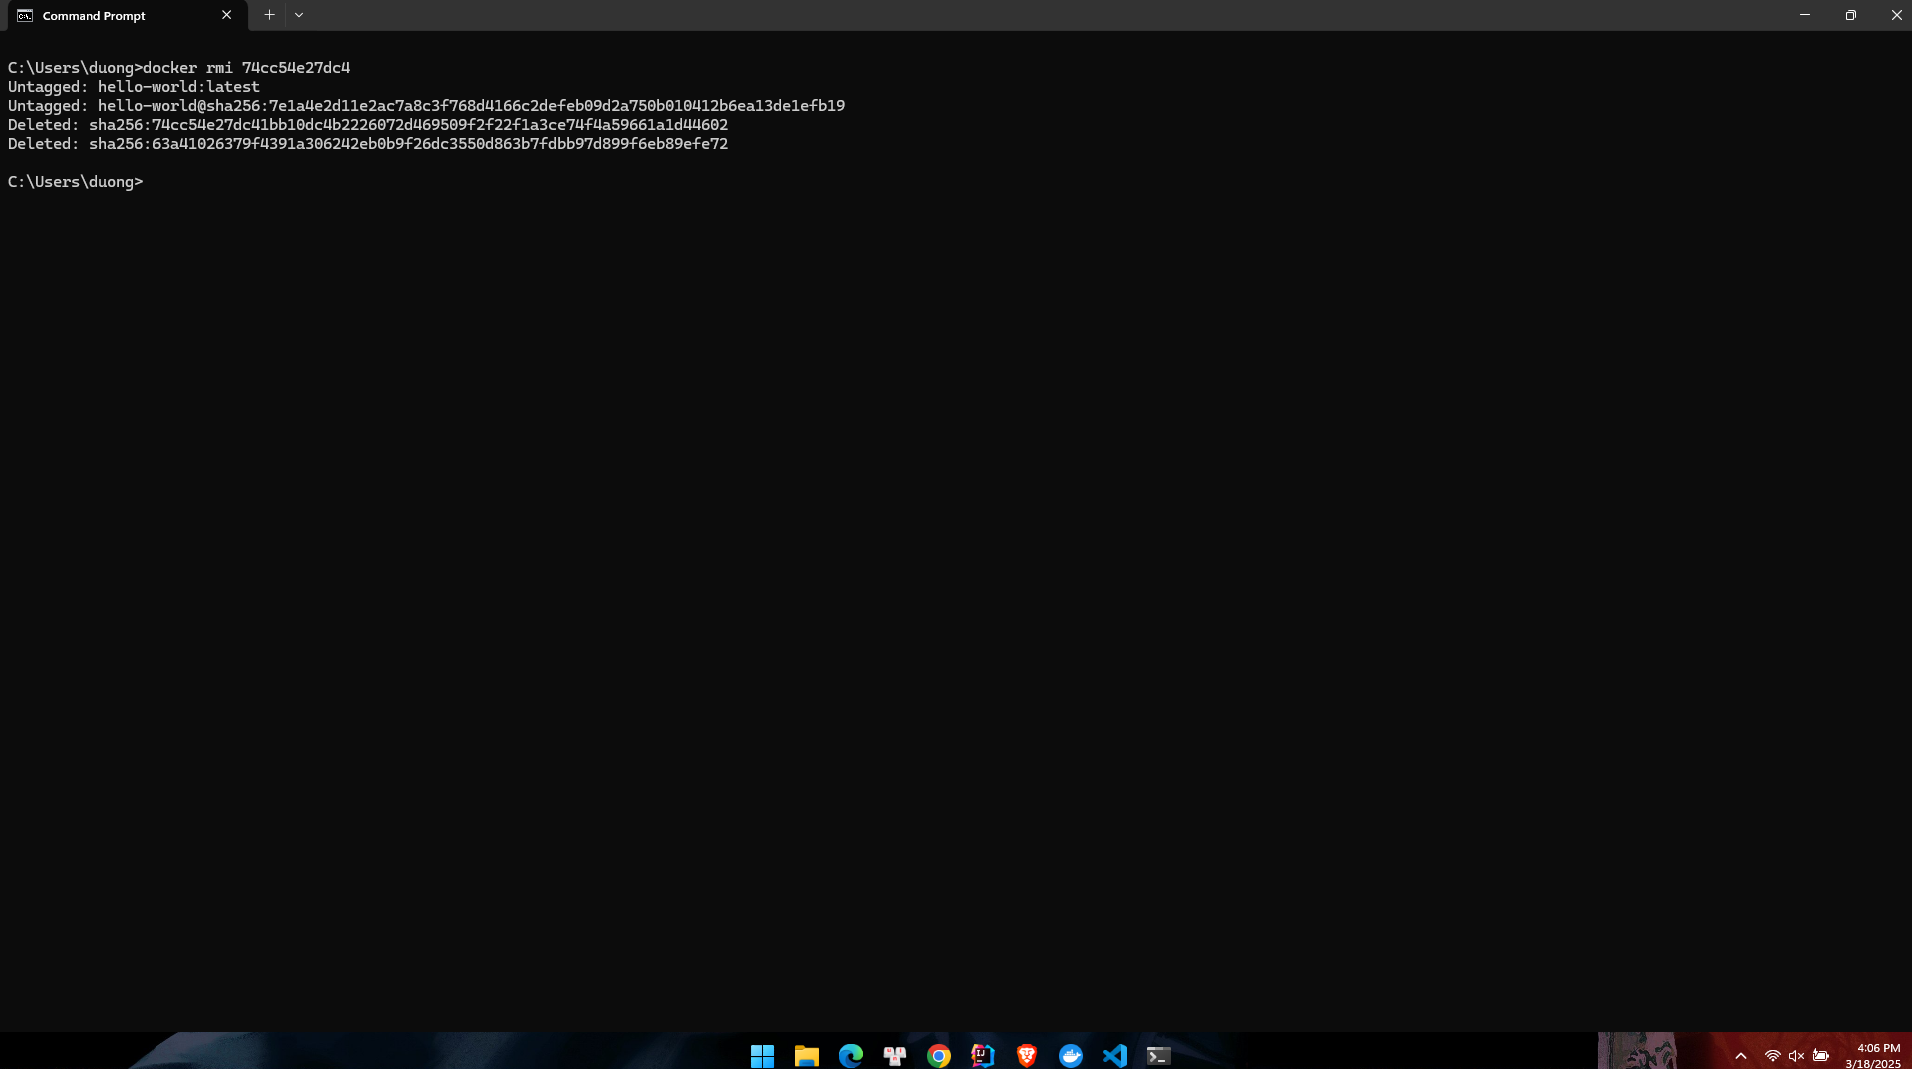 Command Prompt
C:\Users\duong>docker rmi 74cc54e27dc4
Untagged: hello-world:latest
Untagged: hello-world@sha256:7e1a4e2d11e2ac7a8c3f768d4166c2defeb09d2a750b010412b6ea13de1efb19
Deleted: sha256:74cc54e27dc41bb10dc4b2226072d469509f2f22f1a3ce74f4a59661a1d44602
Deleted: sha256:63a41026379f4391a306242eb0b9f26dc3550d863b7fdbb97d899f6eb89efe72
C:\Users\duong>
4:06 PM
3/18/2025